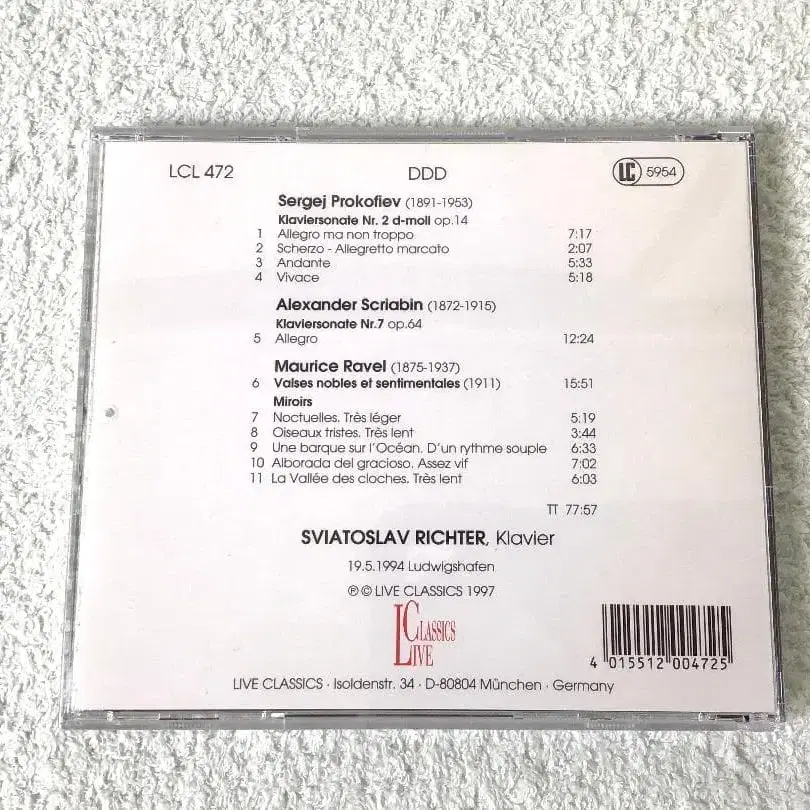 LCL 472 DDD LC 5954
Sergej Prokofiev (1891-1953)
Klaviersonate Nr. 2 d-moll op.14
1 Allegro ma non troppo 7:17
2 Scherzo - Allegretto marcato 2:07
3 Andante 5:33
4 Vivace 5:18
Alexander Scriabin (1872-1915)
Klaviersonate Nr.7 op.64
5 Allegro 12:24
Maurice Ravel (1875-1937)
6 Valses nobles et sentimentales (1911) 15:51
Miroirs
7 Noctuelles. Très léger 5:19
8 Oiseaux tristes. Très lent 3:44
9 Une barque sur l'Océan. D'un rythme souple 6:33
10 Alborada del gracioso. Assez vif 7:02
11 La Vallée des cloches. Très lent 6:03
TT 77:57
SVIATOSLAV RICHTER, Klavier
19.5.1994 Ludwigshafen
℗ © LIVE CLASSICS 1997
CLASSICS
LIVE
4 015512 004725
LIVE CLASSICS · Isoldenstr. 34 · D-80804 München · Germany